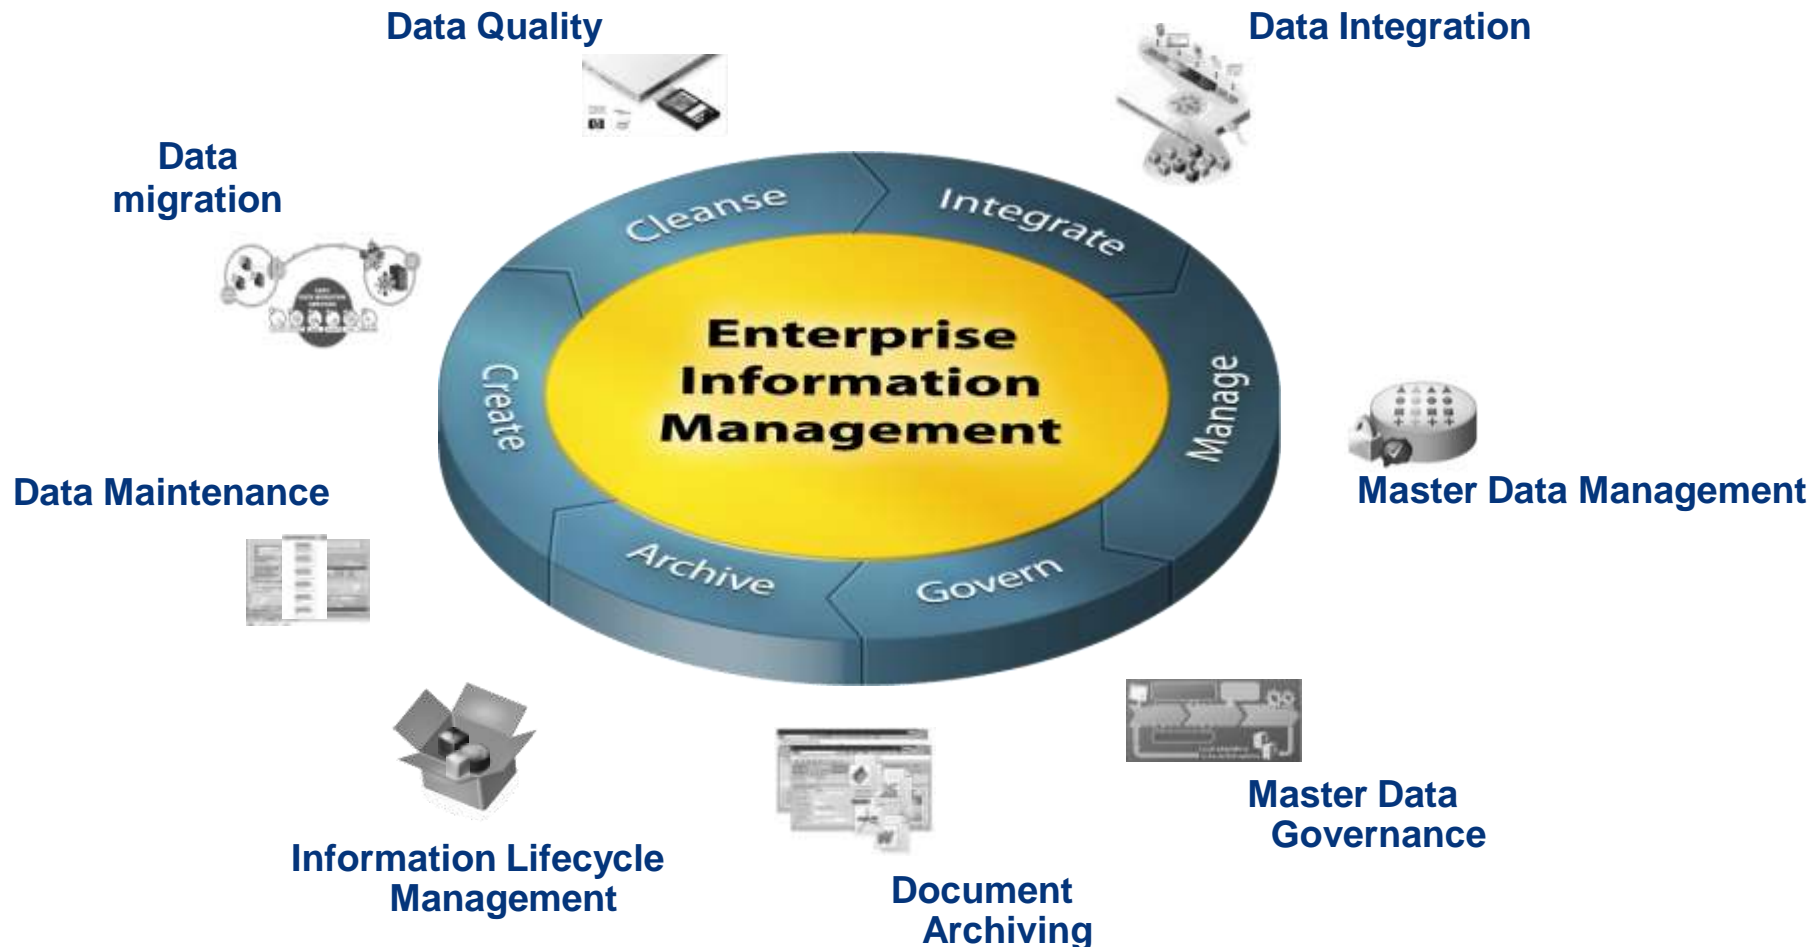 Data Quality
Data Integration
Data
migration
Cleanse
Integrate
Enterprise
Information
Management
Create
Manage
Data Maintenance
Master Data Management
Archive
Govern
Master Data
Governance
Information Lifecycle
Management
Document
Archiving